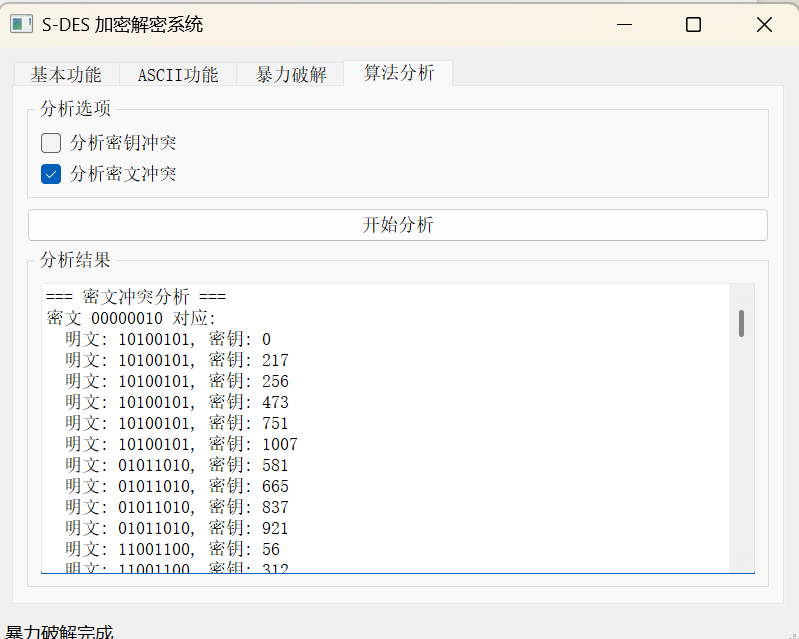 S-DES 加密解密系统
基本功能 ASCII功能 暴力破解 算法分析
分析选项
分析密钥冲突
分析密文冲突
开始分析
分析结果
=== 密文冲突分析 ===
密文 00000010 对应:
明文: 10100101, 密钥: 0
明文: 10100101, 密钥: 217
明文: 10100101, 密钥: 256
明文: 10100101, 密钥: 473
明文: 10100101, 密钥: 751
明文: 10100101, 密钥: 1007
明文: 01011010, 密钥: 581
明文: 01011010, 密钥: 665
明文: 01011010, 密钥: 837
明文: 01011010, 密钥: 921
明文: 11001100, 密钥: 56
明文: 11001100, 密钥: 312
暴力破解完成